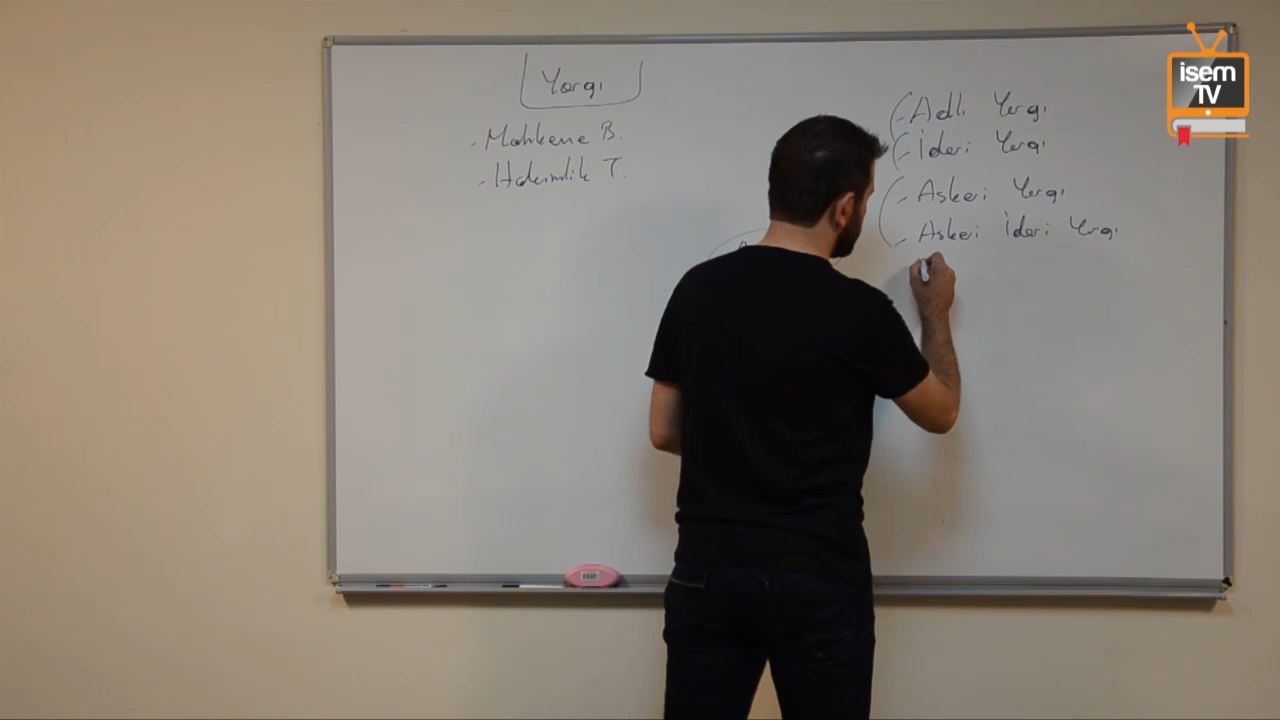 Yargı
- Mahkeme B.
- Hakimlik T.
- Adli Yargı
- İdari Yargı
- Askeri Yargı
- Askeri İdari Yargı
isem
TV